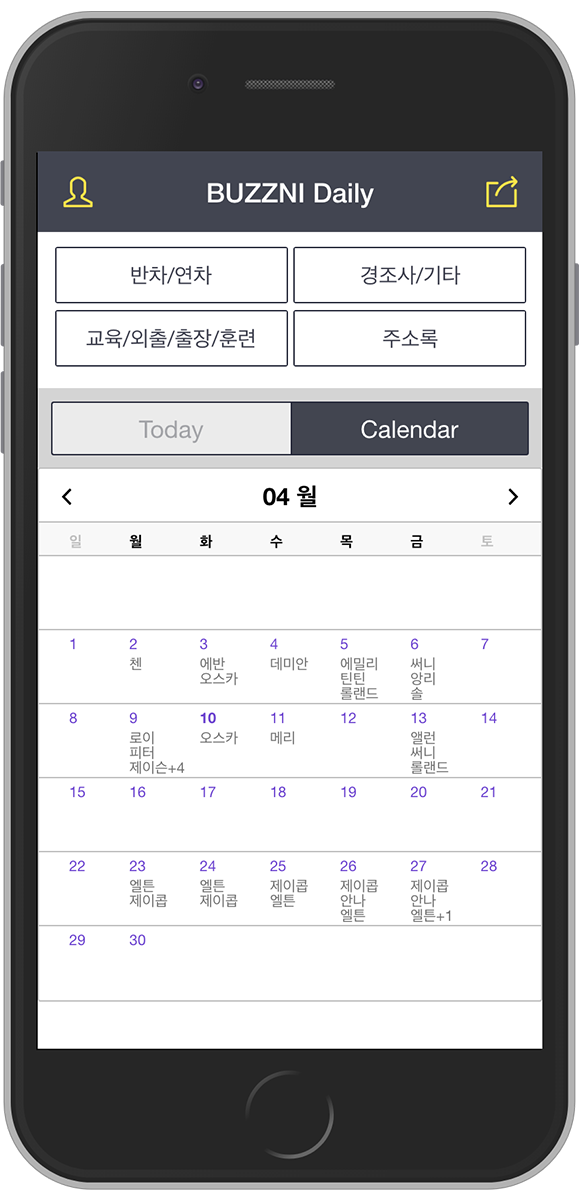 BUZZNI Daily
반차/연차 경조사/기타
교육/외출/출장/훈련 주소록
Today Calendar
04 월
일 월 화 수 목 금 토
1 2 3 4 5 6 7
첸 에반 데미안 에밀리 써니
오스카 틴틴 앙리
롤랜드 솔
8 9 10 11 12 13 14
로이 오스카 메리 앨런
피터 써니
제이슨+4 롤랜드
15 16 17 18 19 20 21
22 23 24 25 26 27 28
엘튼 엘튼 제이콥 제이콥 제이콥
제이콥 제이콥 엘튼 안나 안나
엘튼 엘튼+1
29 30